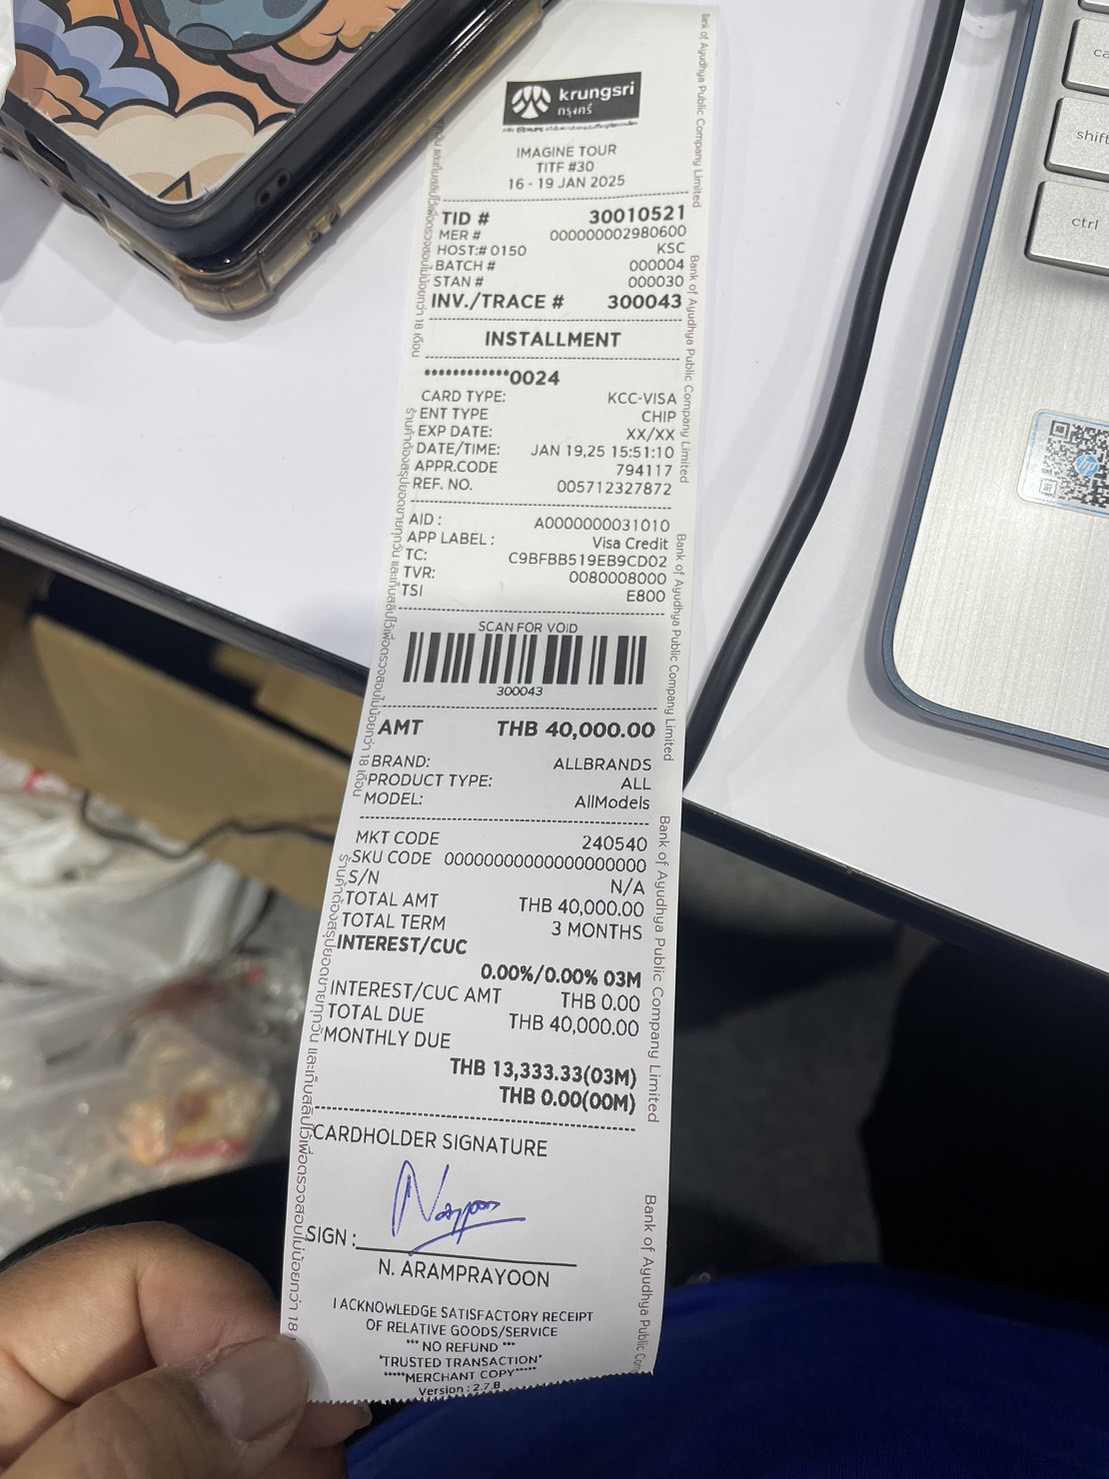 krungsri
กรุงศรี
IMAGINE TOUR
TITF #30
16 - 19 JAN 2025
TID # 30010521
MER # 000000002980600
HOST:# 0150 KSC
BATCH # 000004
STAN # 000030
INV./TRACE # 300043
INSTALLMENT
************0024
CARD TYPE: KCC-VISA
ENT TYPE CHIP
EXP DATE: XX/XX
DATE/TIME: JAN 19,25 15:51:10
APPR.CODE 794117
REF. NO. 005712327872
AID : A0000000031010
APP LABEL : Visa Credit
TC: C9BFBB519EB9CD02
TVR: 0080008000
TSI E800
SCAN FOR VOID
300043
AMT THB 40,000.00
BRAND: ALLBRANDS
PRODUCT TYPE: ALL
MODEL: AllModels
MKT CODE 240540
SKU CODE 00000000000000000000
S/N N/A
TOTAL AMT THB 40,000.00
TOTAL TERM 3 MONTHS
INTEREST/CUC
0.00%/0.00% 03M
INTEREST/CUC AMT THB 0.00
TOTAL DUE THB 40,000.00
MONTHLY DUE
THB 13,333.33(03M)
THB 0.00(00M)
CARDHOLDER SIGNATURE
SIGN :
N. ARAMPRAYOON
I ACKNOWLEDGE SATISFACTORY RECEIPT
OF RELATIVE GOODS/SERVICE
*** NO REFUND ***
*TRUSTED TRANSACTION*
*****MERCHANT COPY*****
Version : 2.7.8
Bank of Ayudhya Public Company Limited
Bank of Ayudhya Public Company Limited
Bank of Ayudhya Public Company Limited
Bank of Ayudhya Public Company Limited
Bank of Ayudhya Public Com
shift
ctrl
hp